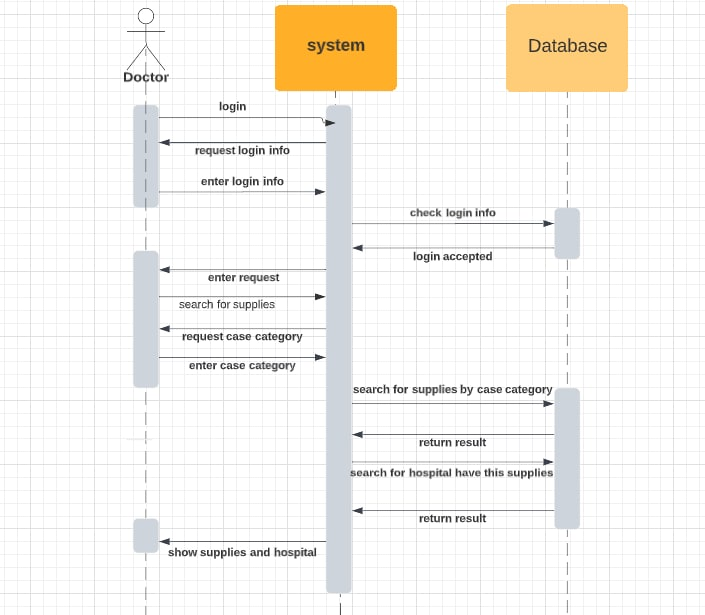 system
Database
Doctor
login
request login info
enter login info
check login info
login accepted
enter request
search for supplies
request case category
enter case category
search for supplies by case category
return result
search for hospital have this supplies
return result
show supplies and hospital